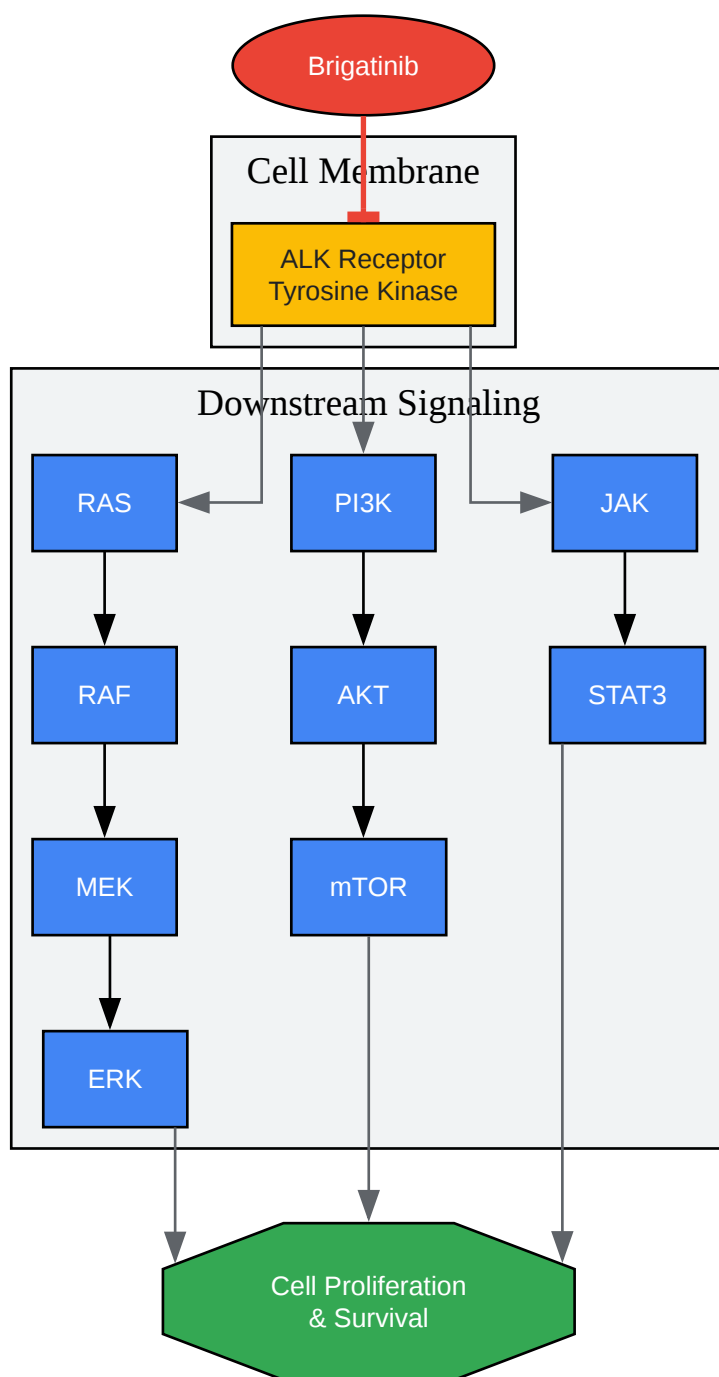 Brigatinib
Cell Membrane
ALK Receptor
Tyrosine Kinase
Downstream Signaling
RAS
PI3K
JAK
RAF
AKT
STAT3
MEK
mTOR
ERK
Cell Proliferation
& Survival